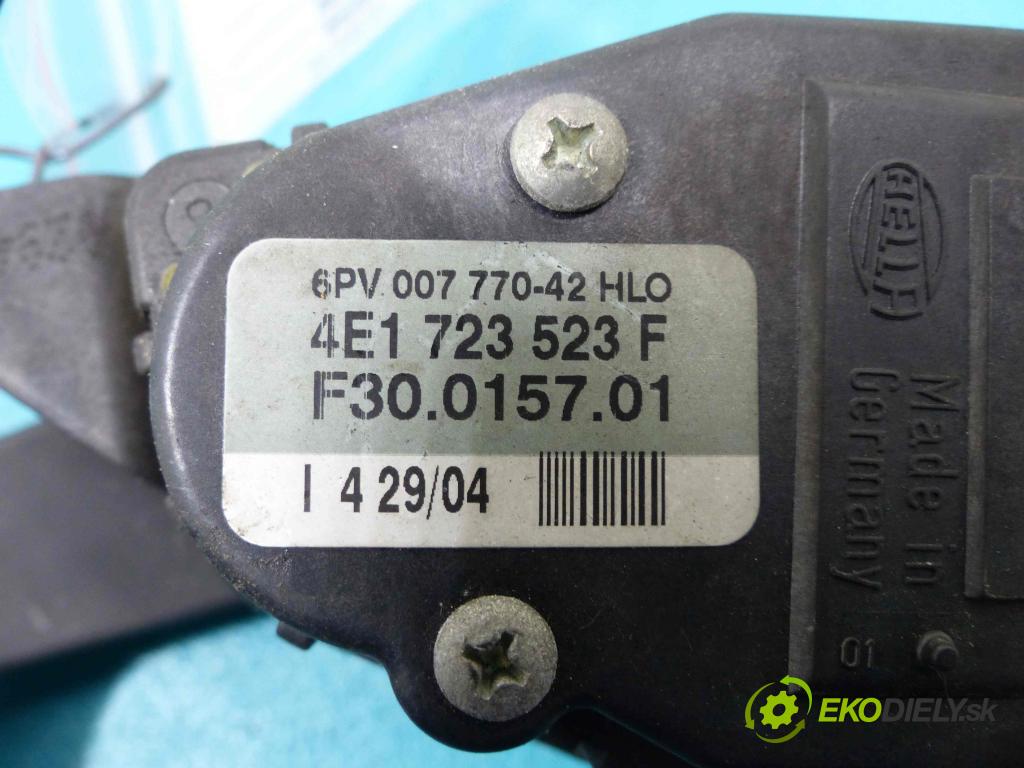 6PV 007 770-42 HLO
4E1 723 523 F
F30.0157.01
I 4 29/04
HELLA
Made in
Germany
01
EKODIELY.sk